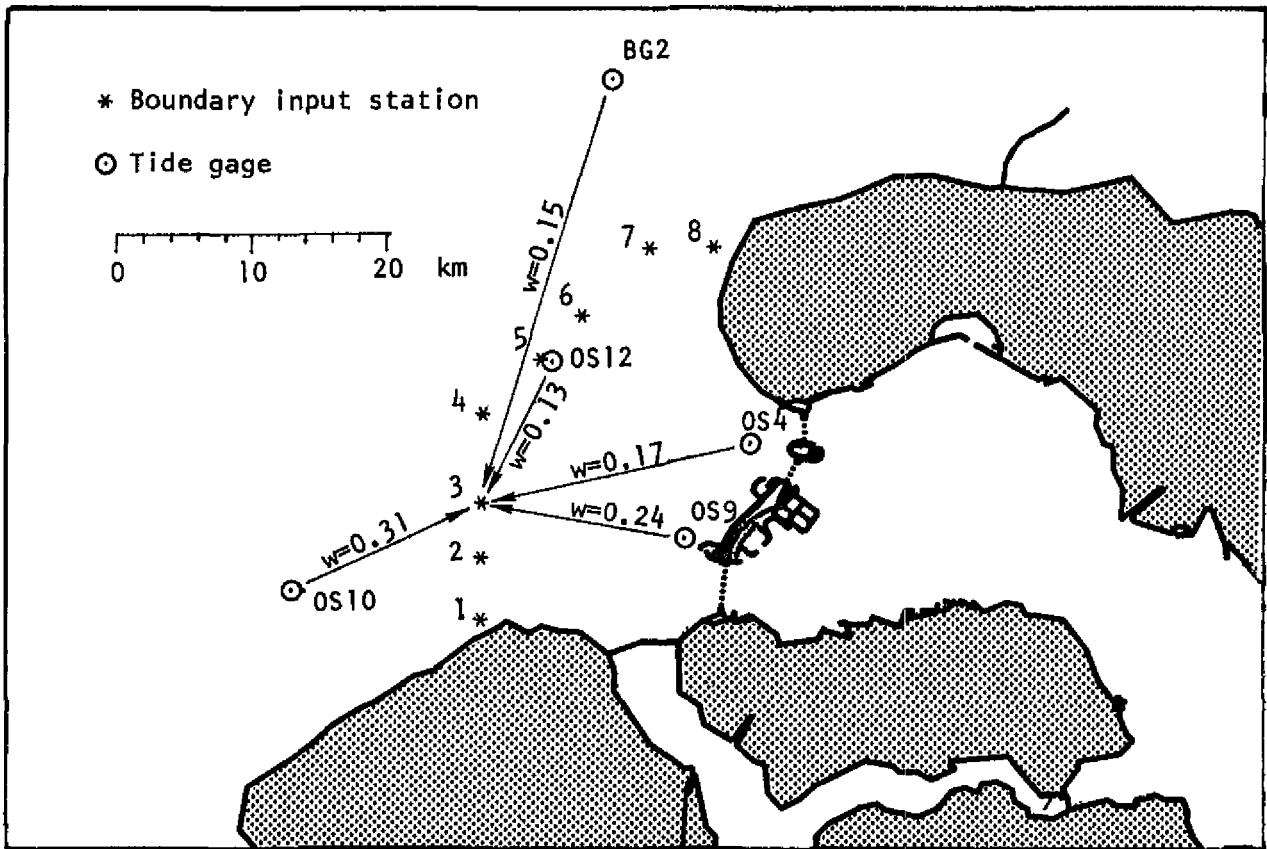 BG2
* Boundary input station
⊙ Tide gage
0 10 20 km
w=0.15
7 8
6
5 OS12
4
w=0.13
OS4
w=0.17
3
OS9
w=0.24
w=0.31
2
OS10
1